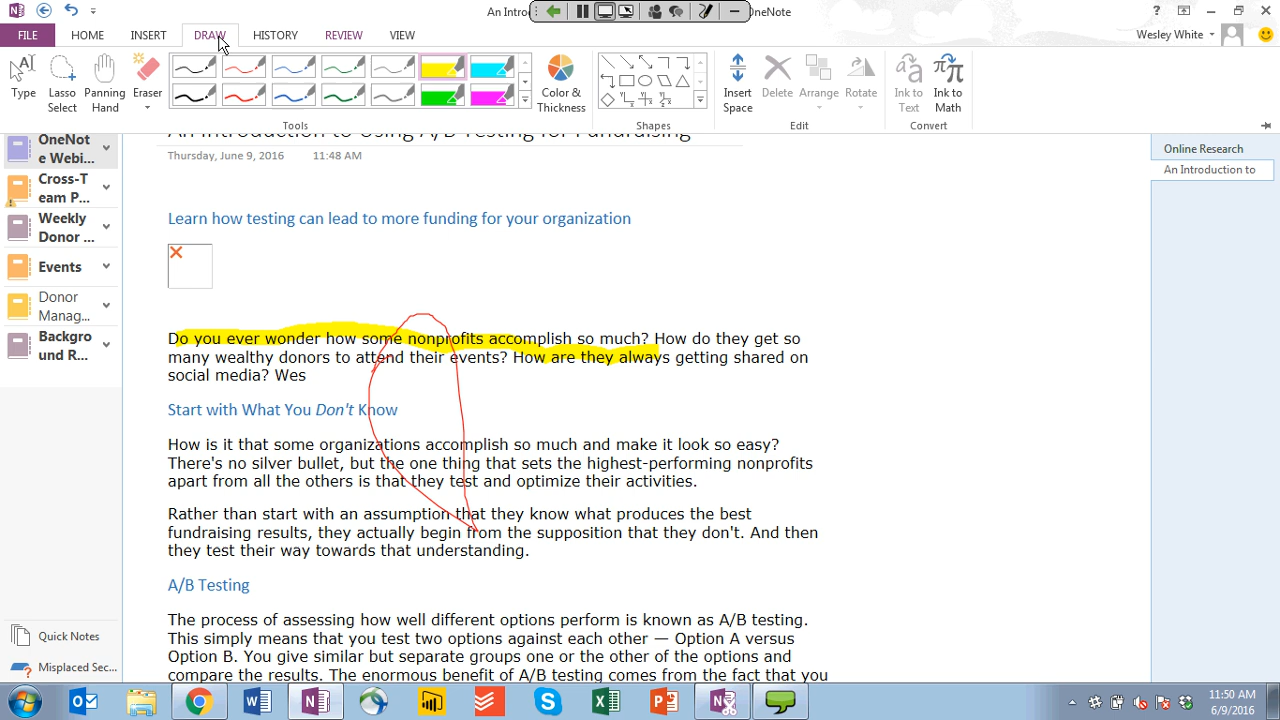 An Intro
OneNote
?
FILE
HOME
INSERT
DRAW
HISTORY
REVIEW
VIEW
Wesley White
Type
Lasso
Select
Panning
Hand
Eraser
Color &
Thickness
Insert
Space
Delete
Arrange
Rotate
Ink to
Text
Ink to
Math
Tools
Shapes
Edit
Convert
OneNot
e Webi...
Cross-T
eam P...
Weekly
Donor ...
Events
Donor
Manag...
Backgro
und R...
Quick Notes
Misplaced Sec...
An Introduction to Using A/B Testing for Fundraising
Thursday, June 9, 2016 11:48 AM
Learn how testing can lead to more funding for your organization
Do you ever wonder how some nonprofits accomplish so much? How do they get so
many wealthy donors to attend their events? How are they always getting shared on
social media? Wes
Start with What You Don't Know
How is it that some organizations accomplish so much and make it look so easy?
There's no silver bullet, but the one thing that sets the highest-performing nonprofits
apart from all the others is that they test and optimize their activities.
Rather than start with an assumption that they know what produces the best
fundraising results, they actually begin from the supposition that they don't. And then
they test their way towards that understanding.
A/B Testing
The process of assessing how well different options perform is known as A/B testing.
This simply means that you test two options against each other — Option A versus
Option B. You give similar but separate groups one or the other of the options and
compare the results. The enormous benefit of A/B testing comes from the fact that you
Online Research
An Introduction to
11:50 AM
6/9/2016